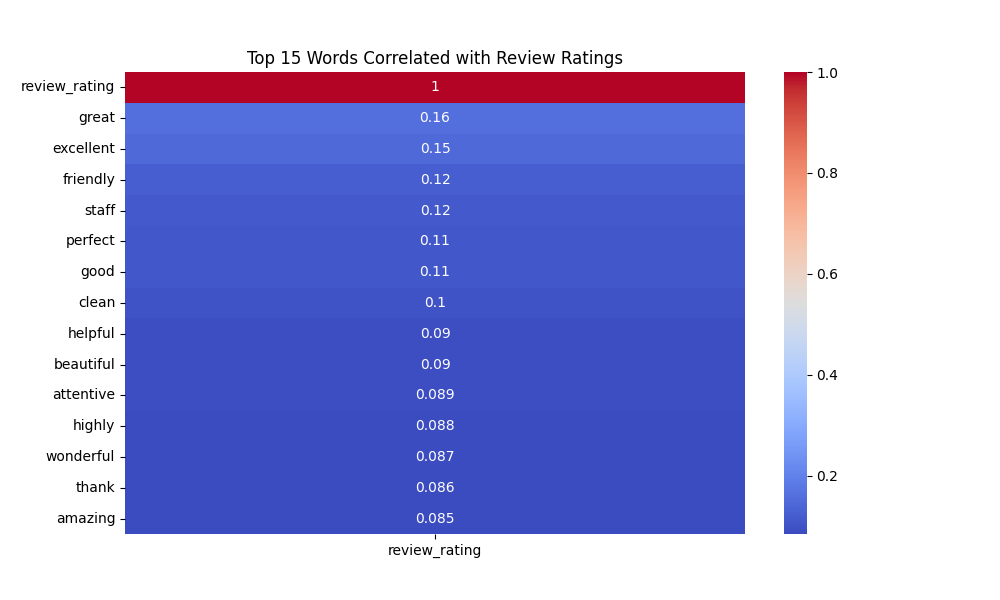 Top 15 Words Correlated with Review Ratings
review_rating 1
great 0.16
excellent 0.15
friendly 0.12
staff 0.12
perfect 0.11
good 0.11
clean 0.1
helpful 0.09
beautiful 0.09
attentive 0.089
highly 0.088
wonderful 0.087
thank 0.086
amazing 0.085
review_rating
1.0
0.8
0.6
0.4
0.2